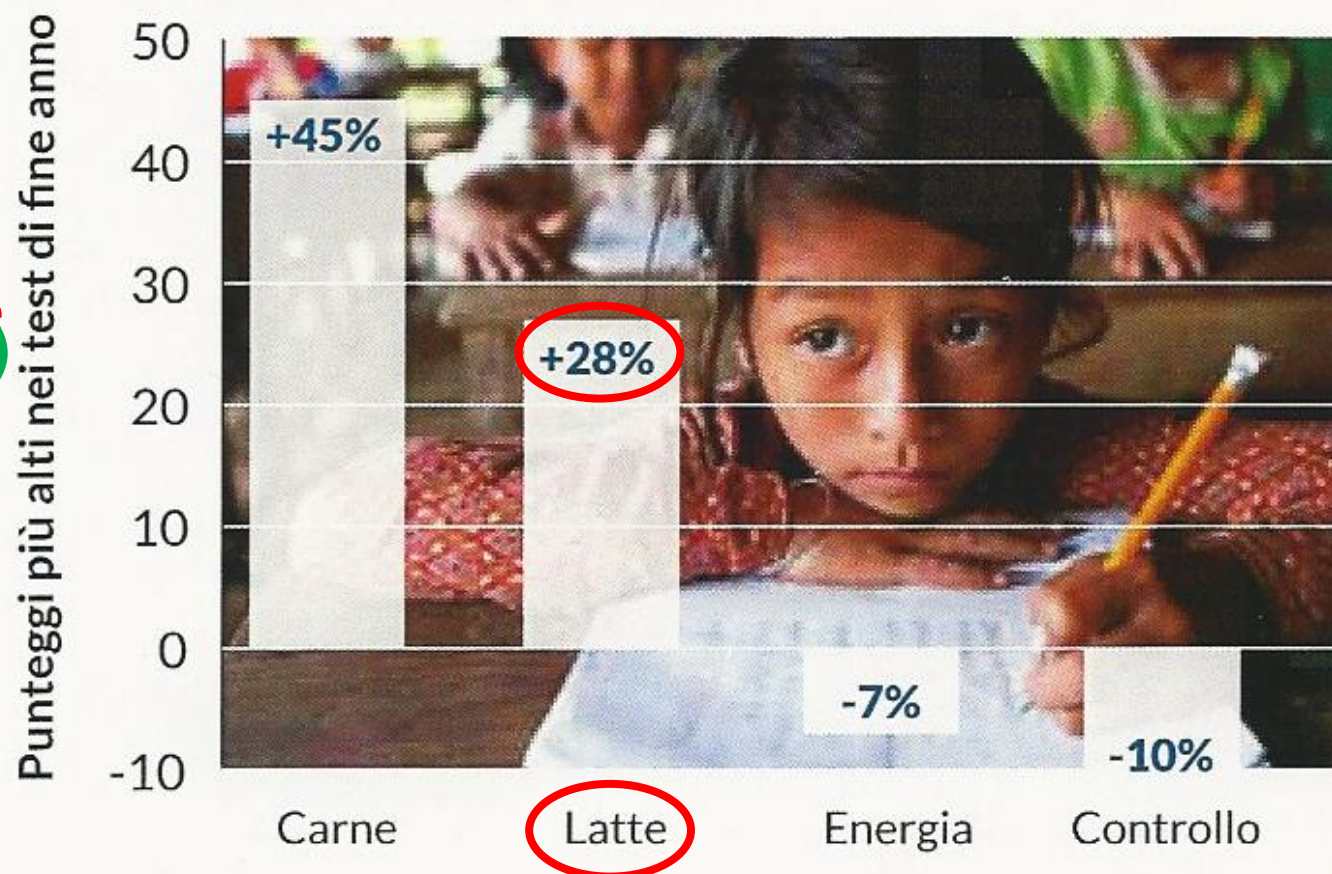 Punteggi più alti nei test di fine anno
50
40
30
20
10
0
-10
+45%
+28%
-7%
-10%
Carne
Latte
Energia
Controllo